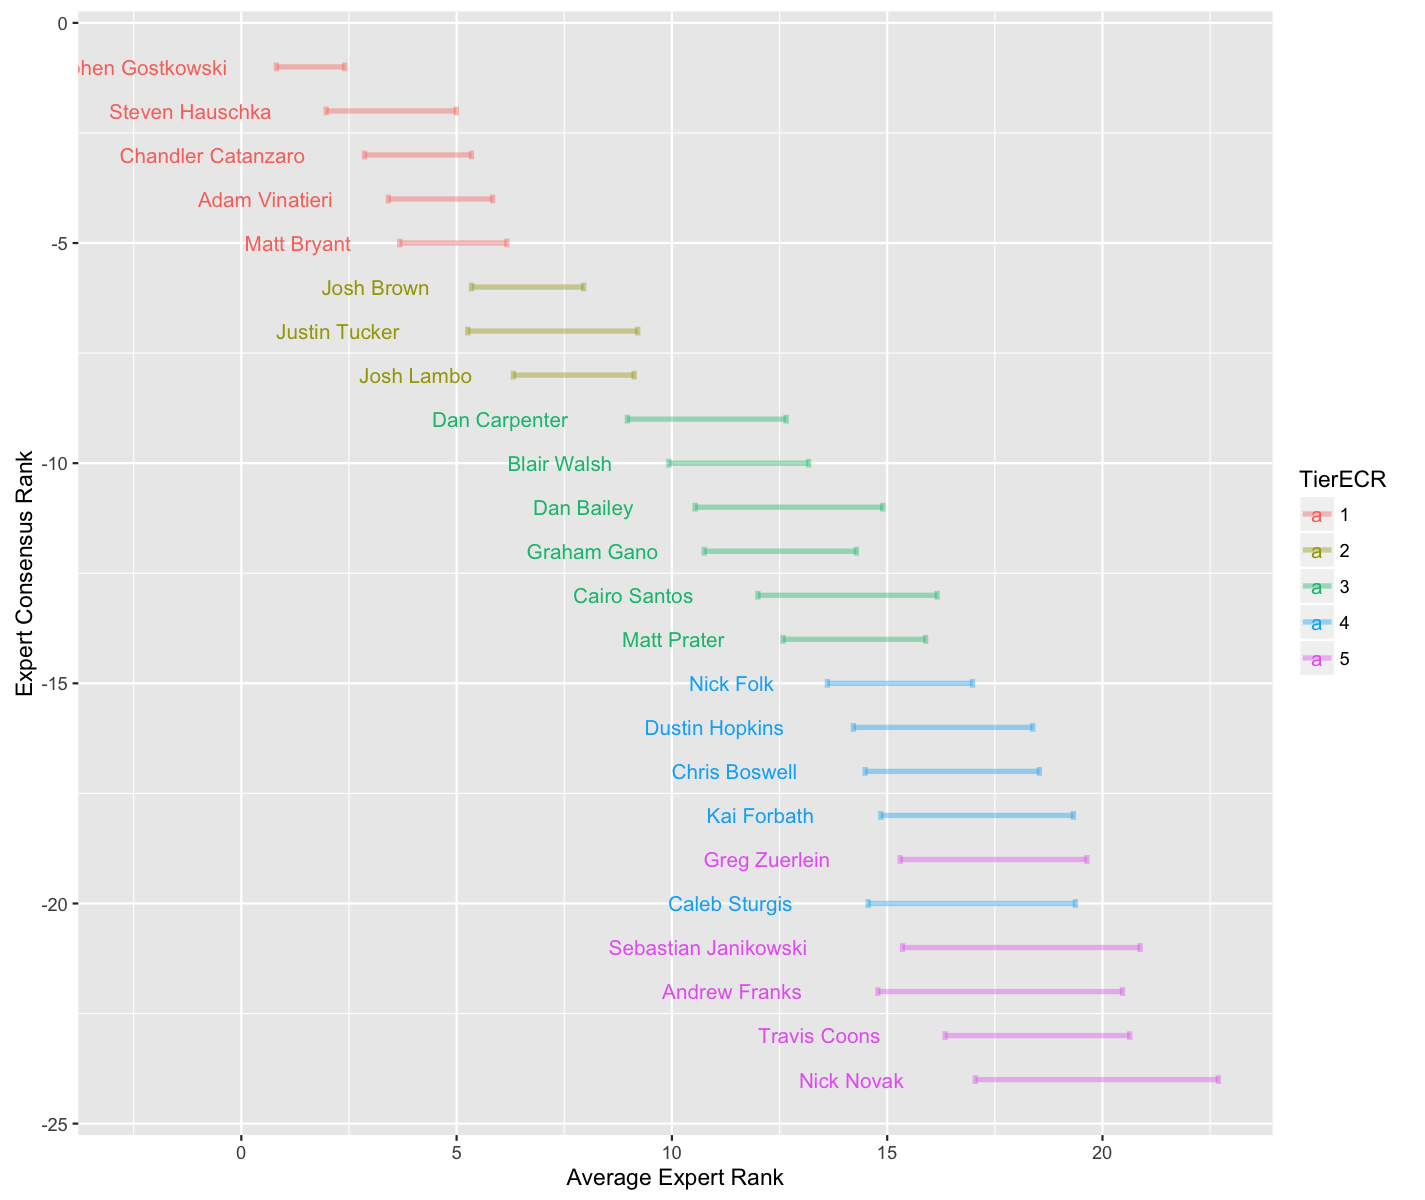 0
phen Gostkowski
Steven Hauschka
Chandler Catanzaro
Adam Vinatieri
-5
Matt Bryant
Josh Brown
Justin Tucker
Josh Lambo
Dan Carpenter
-10
Blair Walsh
Dan Bailey
Graham Gano
Cairo Santos
Matt Prater
-15
Nick Folk
Dustin Hopkins
Chris Boswell
Kai Forbath
Greg Zuerlein
-20
Caleb Sturgis
Sebastian Janikowski
Andrew Franks
Travis Coons
Nick Novak
-25
0 5 10 15 20
Average Expert Rank
Expert Consensus Rank
TierECR
a 1
a 2
a 3
a 4
a 5